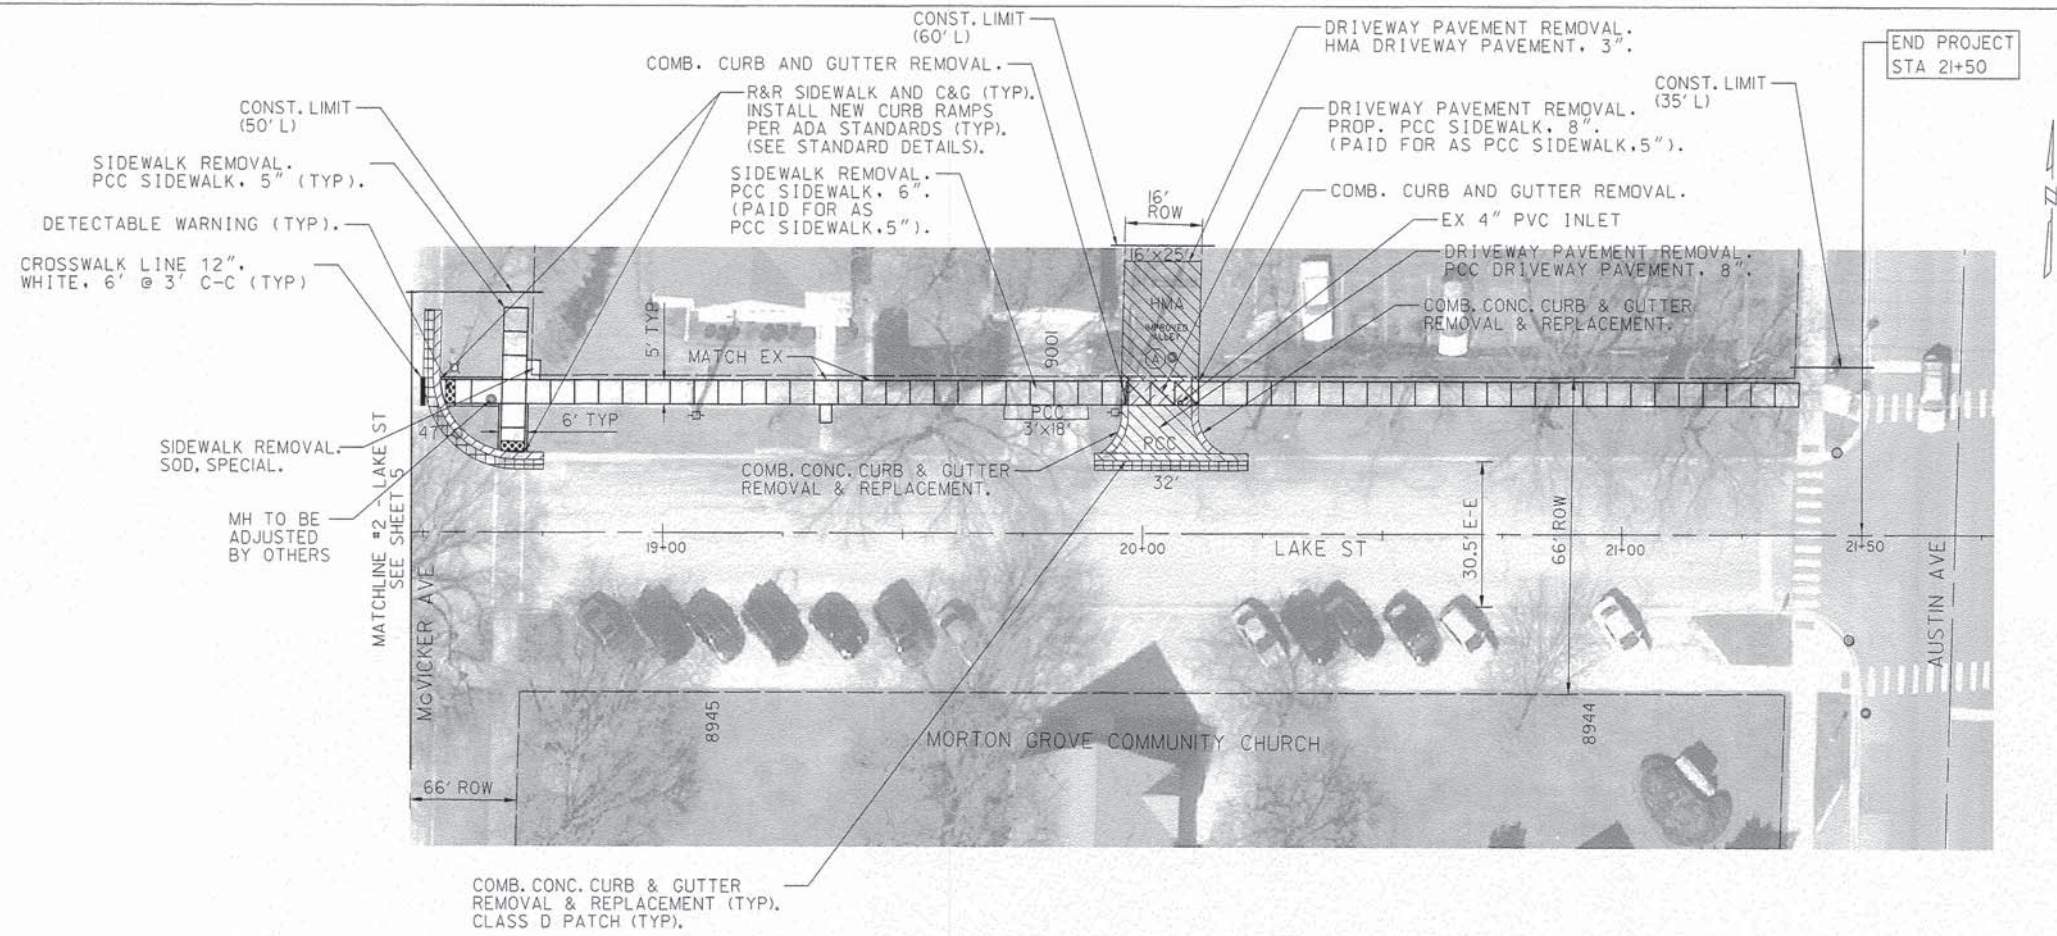 CONST. LIMIT
(60' L)
DRIVEWAY PAVEMENT REMOVAL.
HMA DRIVEWAY PAVEMENT, 3".
END PROJECT
STA 21+50
COMB. CURB AND GUTTER REMOVAL.
R&R SIDEWALK AND C&G (TYP).
INSTALL NEW CURB RAMPS
PER ADA STANDARDS (TYP).
(SEE STANDARD DETAILS).
CONST. LIMIT
(35' L)
CONST. LIMIT
(50' L)
DRIVEWAY PAVEMENT REMOVAL.
PROP. PCC SIDEWALK, 8".
(PAID FOR AS PCC SIDEWALK,5").
SIDEWALK REMOVAL.
PCC SIDEWALK, 5" (TYP).
SIDEWALK REMOVAL.
PCC SIDEWALK, 6".
(PAID FOR AS
PCC SIDEWALK,5").
16'
ROW
COMB. CURB AND GUTTER REMOVAL.
DETECTABLE WARNING (TYP).
EX 4" PVC INLET
CROSSWALK LINE 12",
WHITE, 6' @ 3' C-C (TYP)
16'x25'
DRIVEWAY PAVEMENT REMOVAL.
PCC DRIVEWAY PAVEMENT, 8".
HMA
IMPROVED
ALLEY
A
COMB. CONC. CURB & GUTTER
REMOVAL & REPLACEMENT.
5' TYP
MATCH EX
9001
N
6' TYP
47'
PCC
3'x18'
PCC
SIDEWALK REMOVAL.
SOD, SPECIAL.
COMB. CONC. CURB & GUTTER
REMOVAL & REPLACEMENT.
32'
MH TO BE
ADJUSTED
BY OTHERS
MATCHLINE #2 - LAKE ST
SEE SHEET 5
19+00
20+00
LAKE ST
30.5' E-E
66' ROW
21+00
21+50
McVICKER AVE
AUSTIN AVE
8945
8944
MORTON GROVE COMMUNITY CHURCH
66' ROW
COMB. CONC. CURB & GUTTER
REMOVAL & REPLACEMENT (TYP).
CLASS D PATCH (TYP).